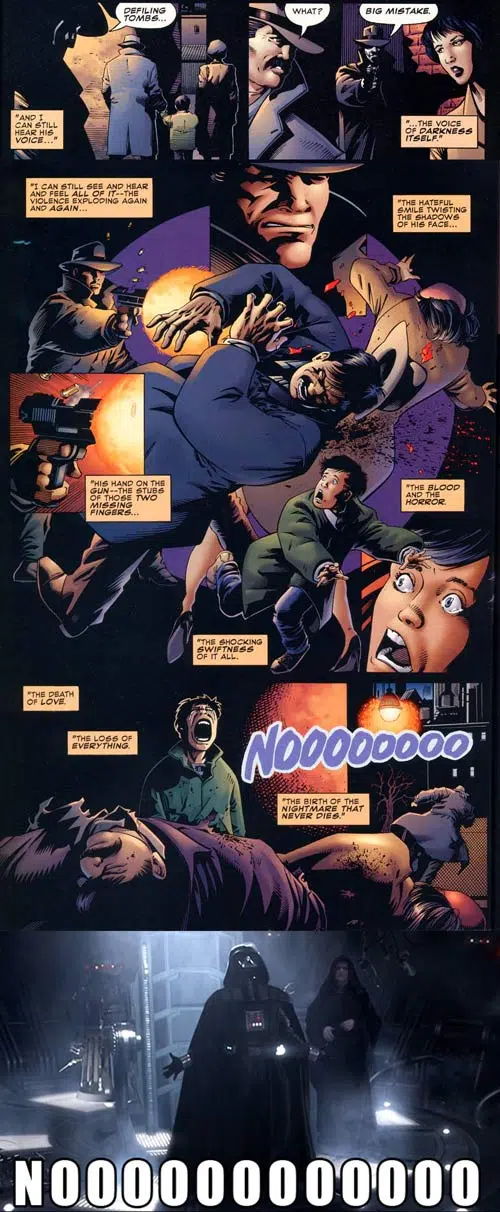 DEFILING
TOMBS...
"AND I
CAN STILL
HEAR HIS
VOICE..."
WHAT?
BIG MISTAKE.
"...THE VOICE
OF DARKNESS
ITSELF."
"I CAN STILL SEE AND HEAR
AND FEEL ALL OF IT--THE
VIOLENCE EXPLODING AGAIN
AND AGAIN...
"THE HATEFUL
SMILE TWISTING
THE SHADOWS
OF HIS FACE...
"HIS HAND ON THE
GUN--THE STUBS
OF THOSE TWO
MISSING
FINGERS...
"THE BLOOD
AND THE
HORROR.
"THE SHOCKING
SWIFTNESS
OF IT ALL.
"THE DEATH
OF LOVE.
"THE LOSS OF
EVERYTHING.
NOOOOOOOOO
"THE BIRTH OF THE
NIGHTMARE THAT
NEVER DIES."
NOOOOOOOOOOOOO